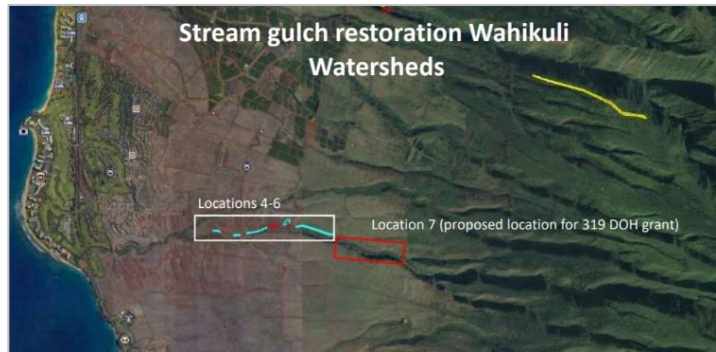 Stream gulch restoration Wahikuli
Watersheds
Locations 4-6
Location 7 (proposed location for 319 DOH grant)